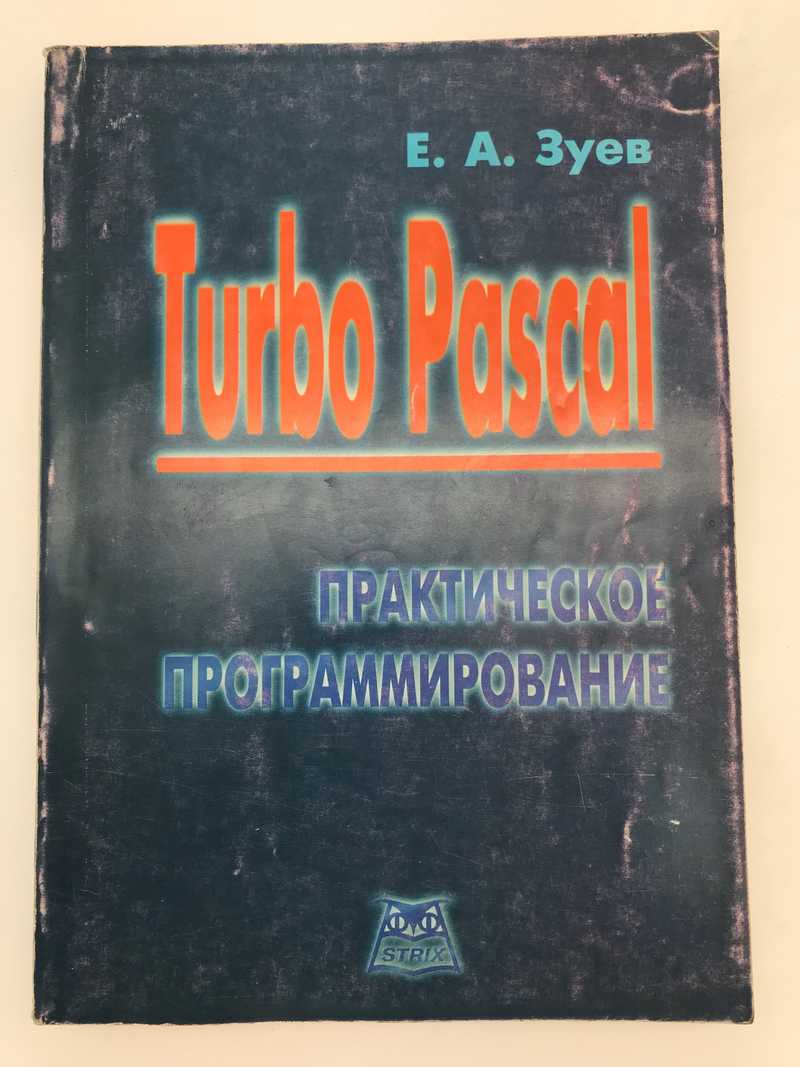 Е. А. Зуев
Turbo Pascal
ПРАКТИЧЕСКОЕ
ПРОГРАММИРОВАНИЕ
STRIX